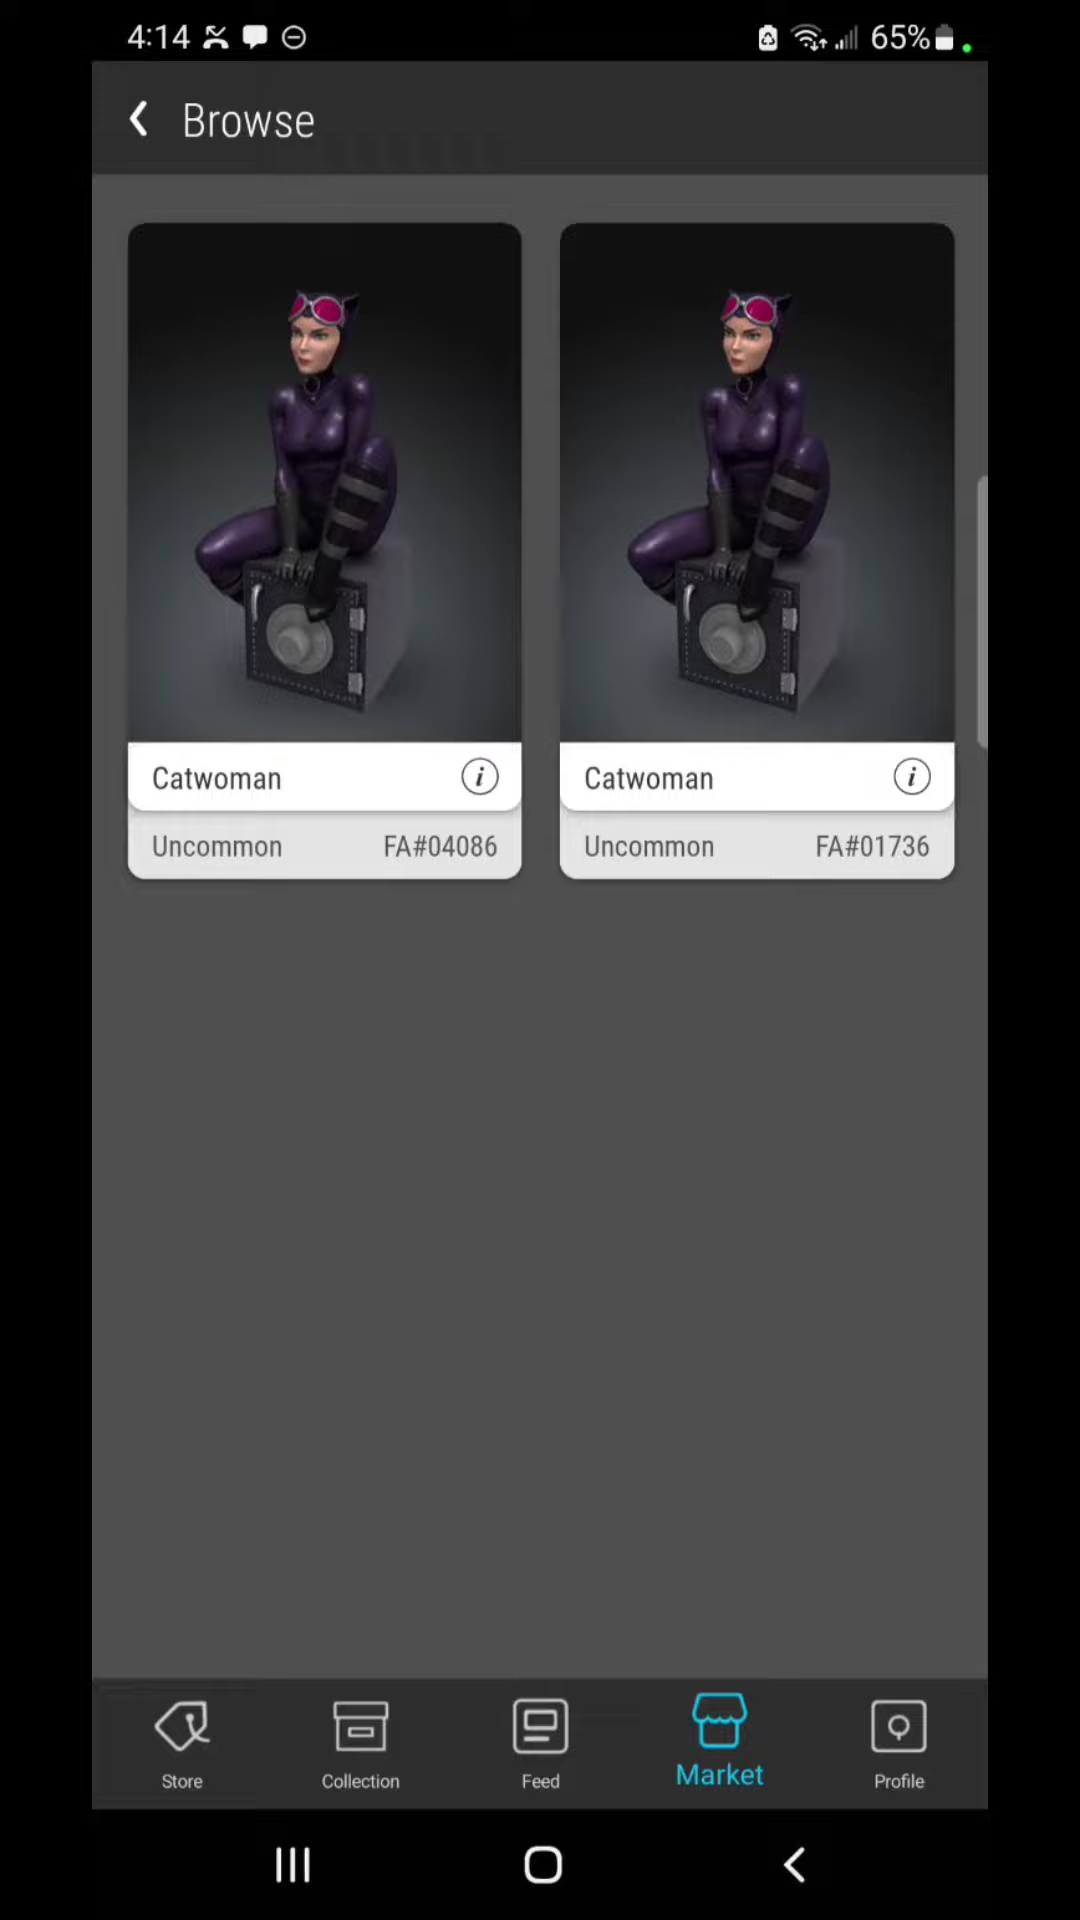 4:14 65%
Browse
Catwoman i Catwoman i
Uncommon FA#04086 Uncommon FA#01736
Store Collection Feed Market Profile